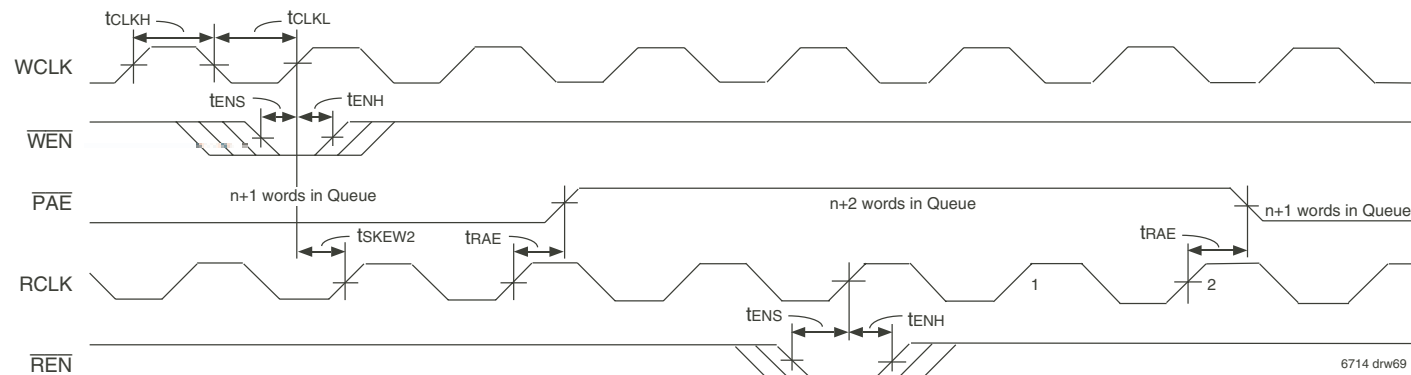 tCLKH
tCLKL
WCLK
tENS
tENH
WEN
n+1 words in Queue
PAE
n+2 words in Queue
n+1 words in Queue
tSKEW2
tRAE
tRAE
RCLK
1
2
tENS
tENH
REN
6714 drw69